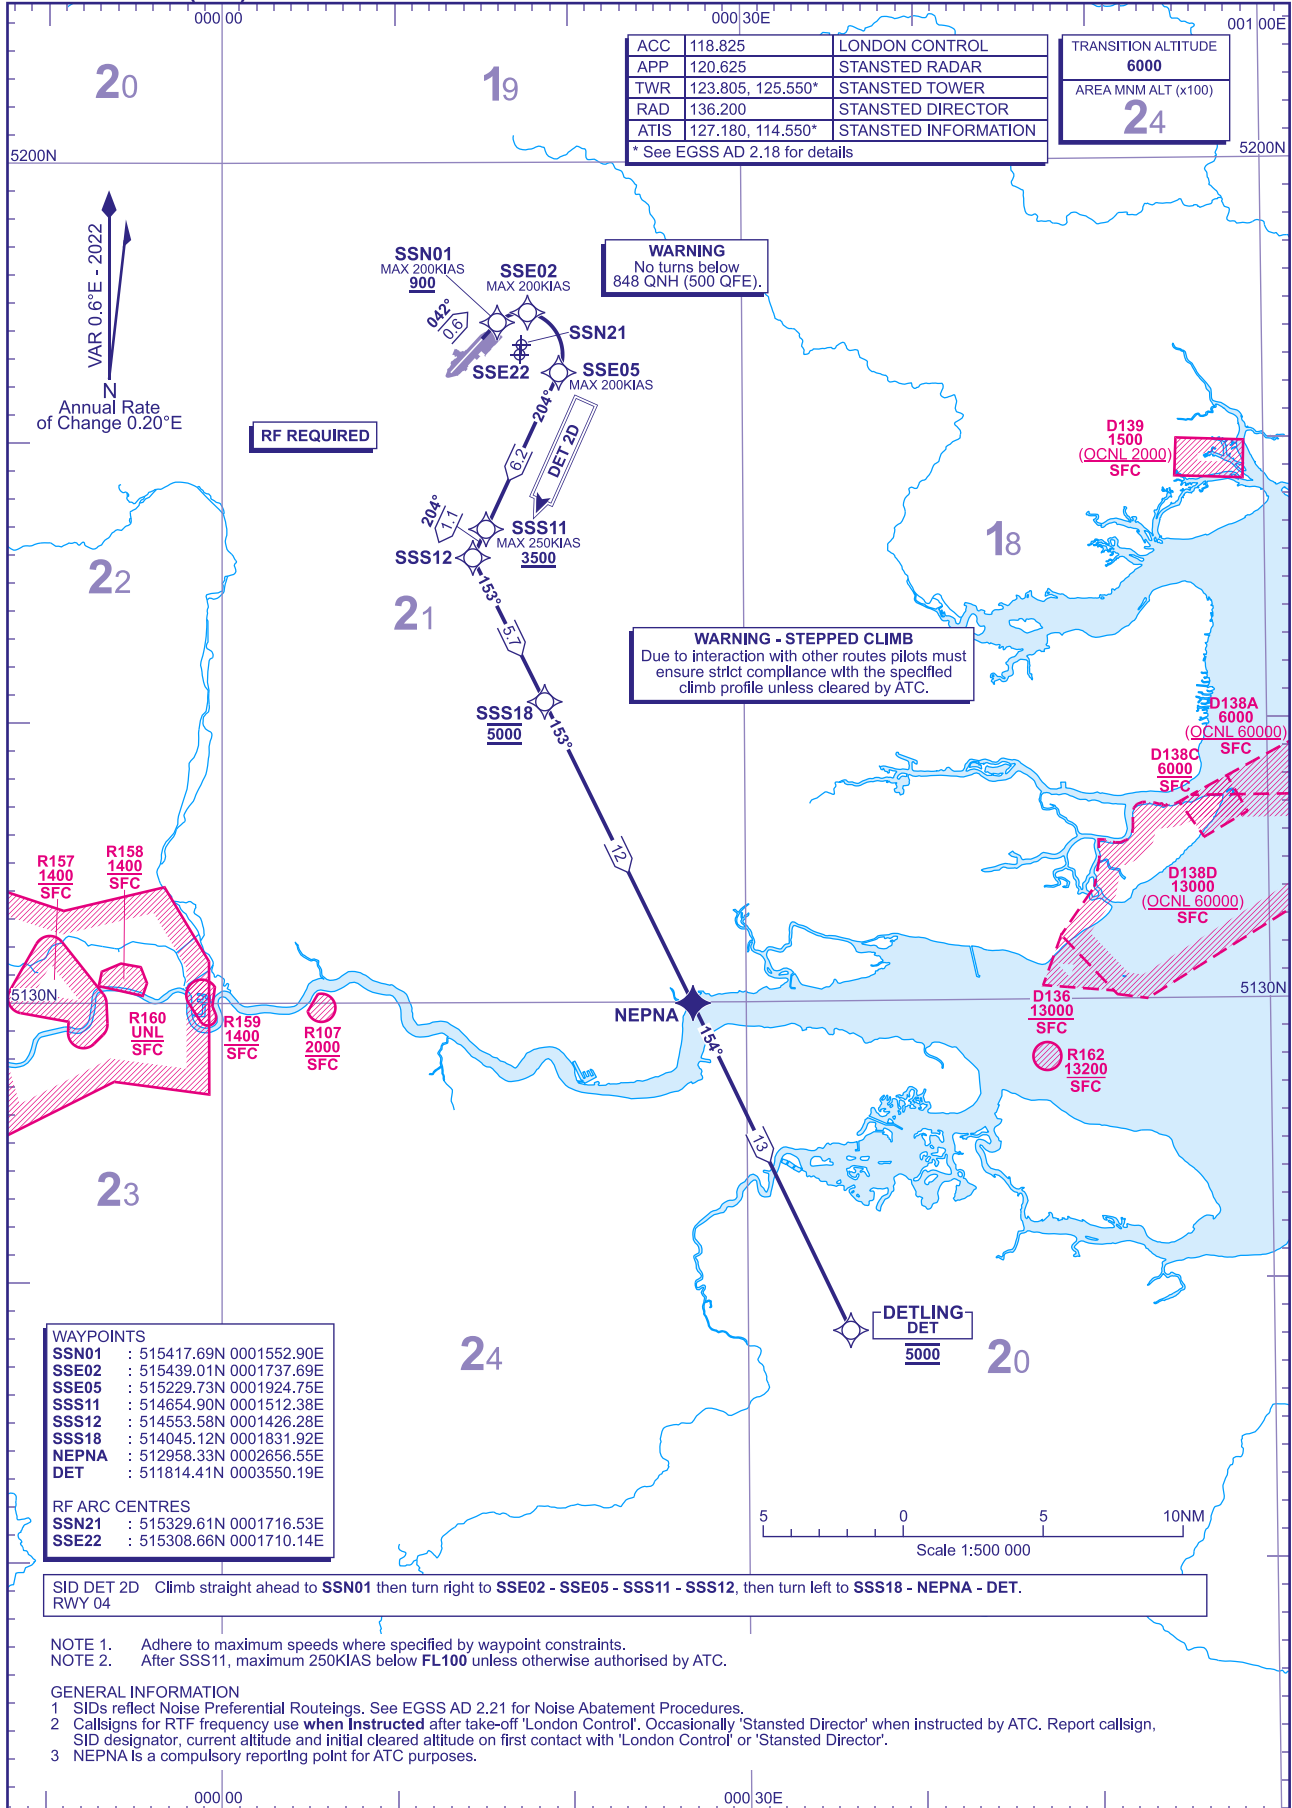 000 00
000 30E
001 00E
ACC 118.825 LONDON CONTROL
APP 120.625 STANSTED RADAR
TWR 123.805, 125.550* STANSTED TOWER
RAD 136.200 STANSTED DIRECTOR
ATIS 127.180, 114.550* STANSTED INFORMATION
* See EGSS AD 2.18 for details
TRANSITION ALTITUDE
6000
AREA MNM ALT (x100)
24
20
19
5200N
5200N
VAR 0.6°E - 2022
N
Annual Rate
of Change 0.20°E
WARNING
No turns below
848 QNH (500 QFE).
SSN01
MAX 200KIAS
900
SSE02
MAX 200KIAS
042°
0.6
SSN21
SSE22
SSE05
MAX 200KIAS
204°
6.2
DET 2D
RF REQUIRED
D139
1500
(OCNL 2000)
SFC
204°
1.1
SSS11
MAX 250KIAS
3500
SSS12
18
22
21
153°
5.7
WARNING - STEPPED CLIMB
Due to interaction with other routes pilots must
ensure strict compliance with the specified
climb profile unless cleared by ATC.
SSS18
5000
153°
12
D138A
6000
(OCNL 60000)
SFC
D138C
6000
SFC
D138D
13000
(OCNL 60000)
SFC
R157
1400
SFC
R158
1400
SFC
5130N
5130N
R160
UNL
SFC
R159
1400
SFC
R107
2000
SFC
NEPNA
154°
13
D136
13000
SFC
R162
13200
SFC
23
24
20
DETLING
DET
5000
WAYPOINTS
SSN01 : 515417.69N 0001552.90E
SSE02 : 515439.01N 0001737.69E
SSE05 : 515229.73N 0001924.75E
SSS11 : 514654.90N 0001512.38E
SSS12 : 514553.58N 0001426.28E
SSS18 : 514045.12N 0001831.92E
NEPNA : 512958.33N 0002656.55E
DET : 511814.41N 0003550.19E
RF ARC CENTRES
SSN21 : 515329.61N 0001716.53E
SSE22 : 515308.66N 0001710.14E
5 0 5 10NM
Scale 1:500 000
SID DET 2D Climb straight ahead to SSN01 then turn right to SSE02 - SSE05 - SSS11 - SSS12, then turn left to SSS18 - NEPNA - DET.
RWY 04
NOTE 1. Adhere to maximum speeds where specified by waypoint constraints.
NOTE 2. After SSS11, maximum 250KIAS below FL100 unless otherwise authorised by ATC.
GENERAL INFORMATION
1 SIDs reflect Noise Preferential Routeings. See EGSS AD 2.21 for Noise Abatement Procedures.
2 Callsigns for RTF frequency use when instructed after take-off 'London Control'. Occasionally 'Stansted Director' when instructed by ATC. Report callsign,
SID designator, current altitude and initial cleared altitude on first contact with 'London Control' or 'Stansted Director'.
3 NEPNA is a compulsory reporting point for ATC purposes.
000 00
000 30E